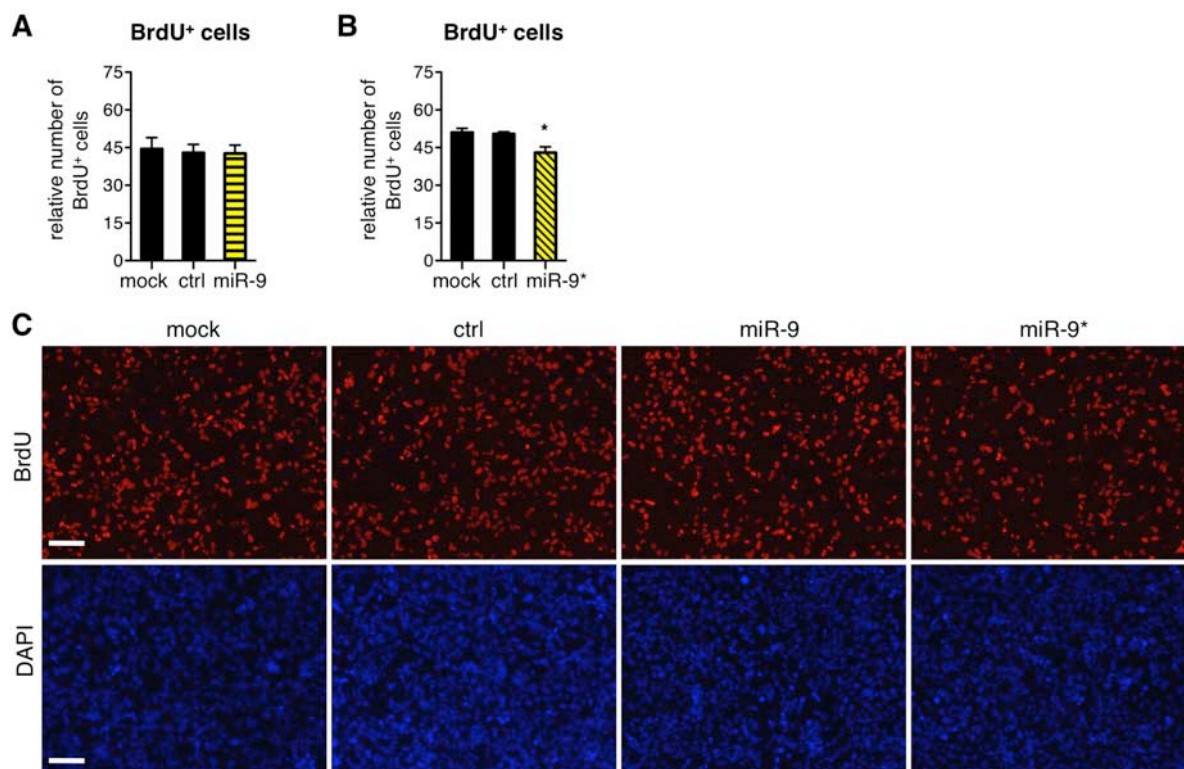 A
BrdU⁺ cells
relative number of
BrdU⁺ cells
75
60
45
30
15
0
mock ctrl miR-9
B
BrdU⁺ cells
relative number of
BrdU⁺ cells
75
60
45
30
15
0
*
mock ctrl miR-9*
C
mock ctrl miR-9 miR-9*
BrdU
DAPI